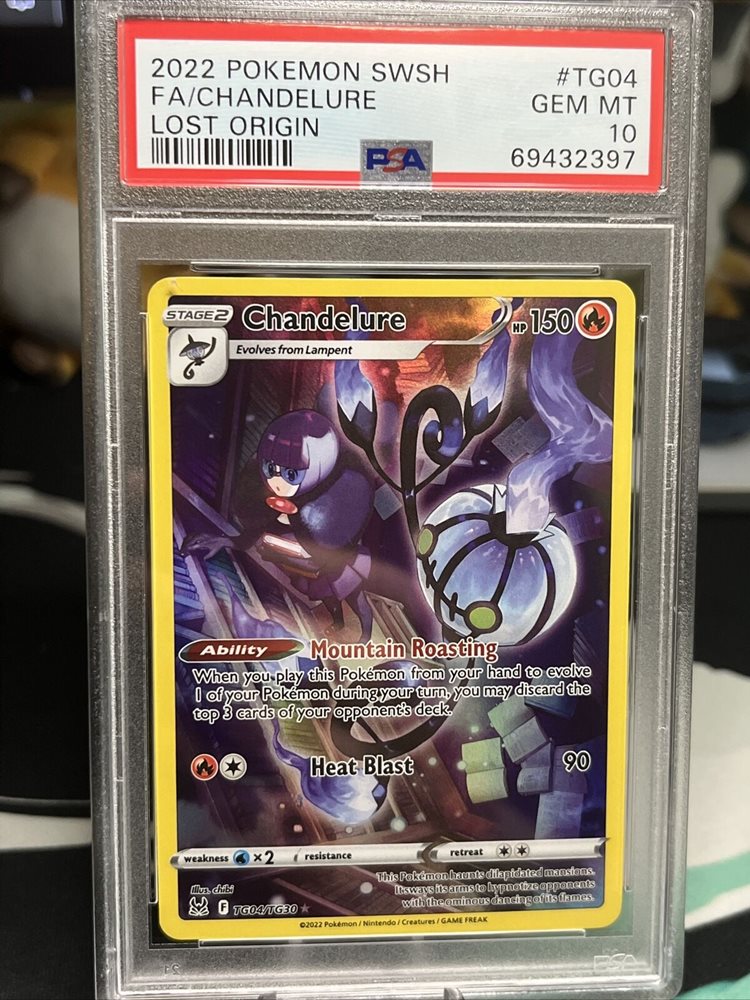 2022 POKEMON SWSH #TG04
FA/CHANDELURE GEM MT
LOST ORIGIN 10
PSA 69432397
STAGE2 Chandelure HP 150
Evolves from Lampent
Ability Mountain Roasting
When you play this Pokémon from your hand to evolve
1 of your Pokémon during your turn, you may discard the
top 3 cards of your opponent's deck.
Heat Blast 90
weakness ×2 resistance retreat
This Pokémon haunts dilapidated mansions.
It sways its arms to hypnotize opponents
with the ominous dancing of its flames.
Illus. chibi
F TG04/TG30 ★
©2022 Pokémon / Nintendo / Creatures / GAME FREAK
PSA